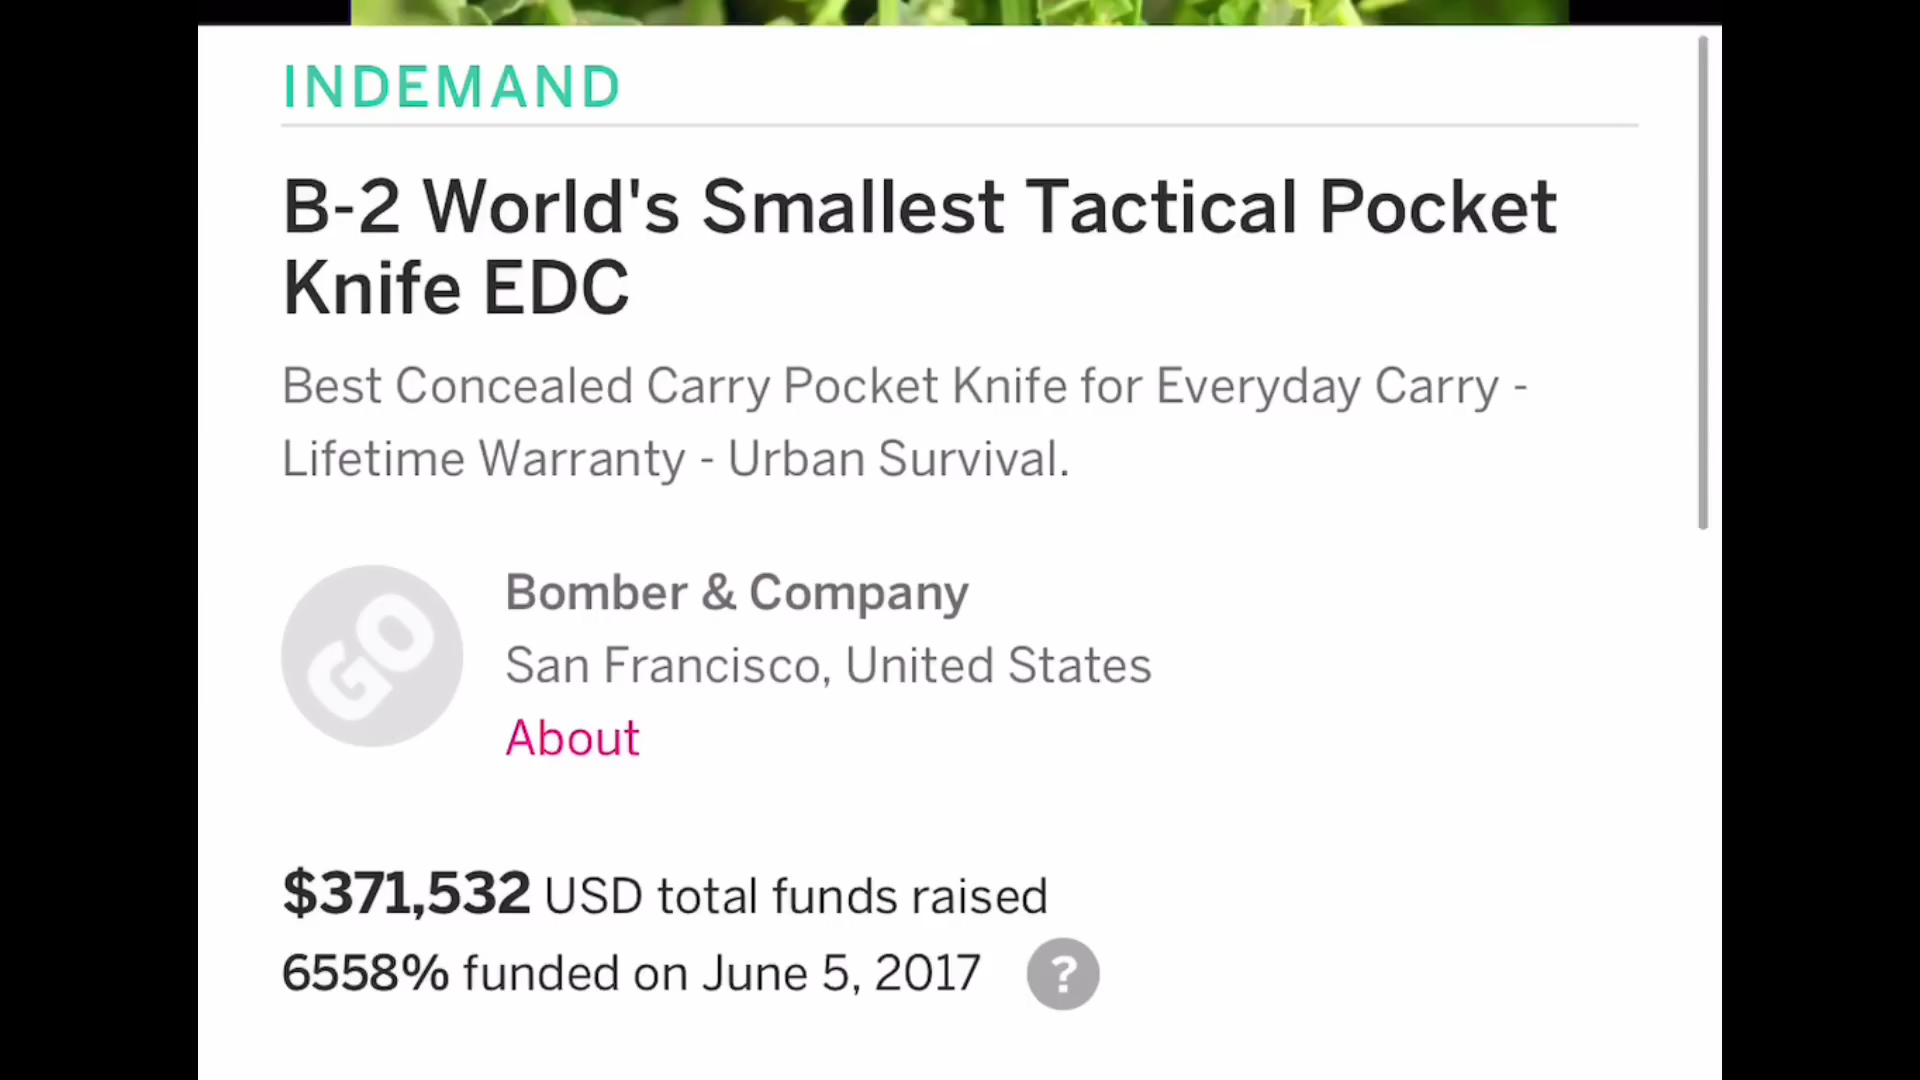 INDEMAND
B-2 World's Smallest Tactical Pocket
Knife EDC
Best Concealed Carry Pocket Knife for Everyday Carry -
Lifetime Warranty - Urban Survival.
GO
Bomber & Company
San Francisco, United States
About
$371,532 USD total funds raised
6558% funded on June 5, 2017 ?